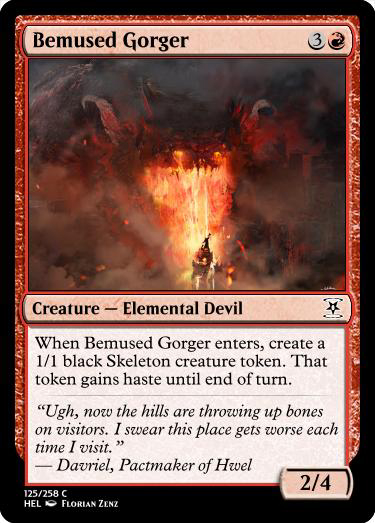 Bemused Gorger 3
Creature — Elemental Devil
When Bemused Gorger enters, create a
1/1 black Skeleton creature token. That
token gains haste until end of turn.
“Ugh, now the hills are throwing up bones
on visitors. I swear this place gets worse each
time I visit.”
— Davriel, Pactmaker of Hwel
2/4
125/258 C
HEL Florian Zenz